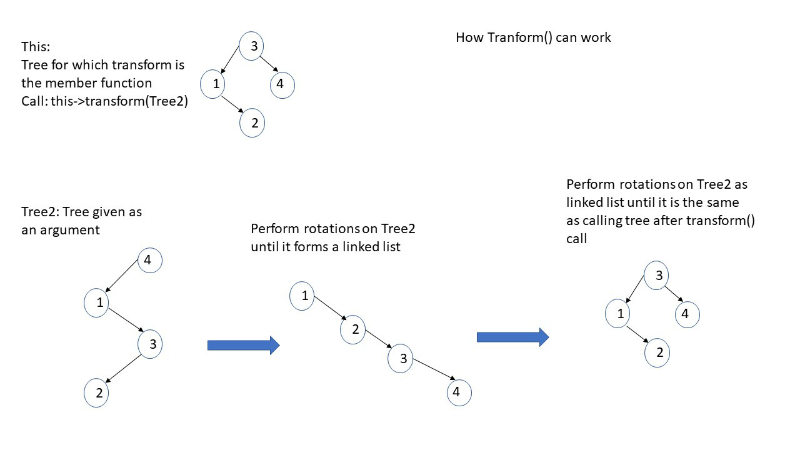 This:
Tree for which transform is
the member function
Call: this->transform(Tree2)
3
1
4
2
How Tranform() can work
Tree2: Tree given as
an argument
4
1
3
2
Perform rotations on Tree2
until it forms a linked list
1
2
3
4
Perform rotations on Tree2 as
linked list until it is the same
as calling tree after transform()
call
3
1
4
2